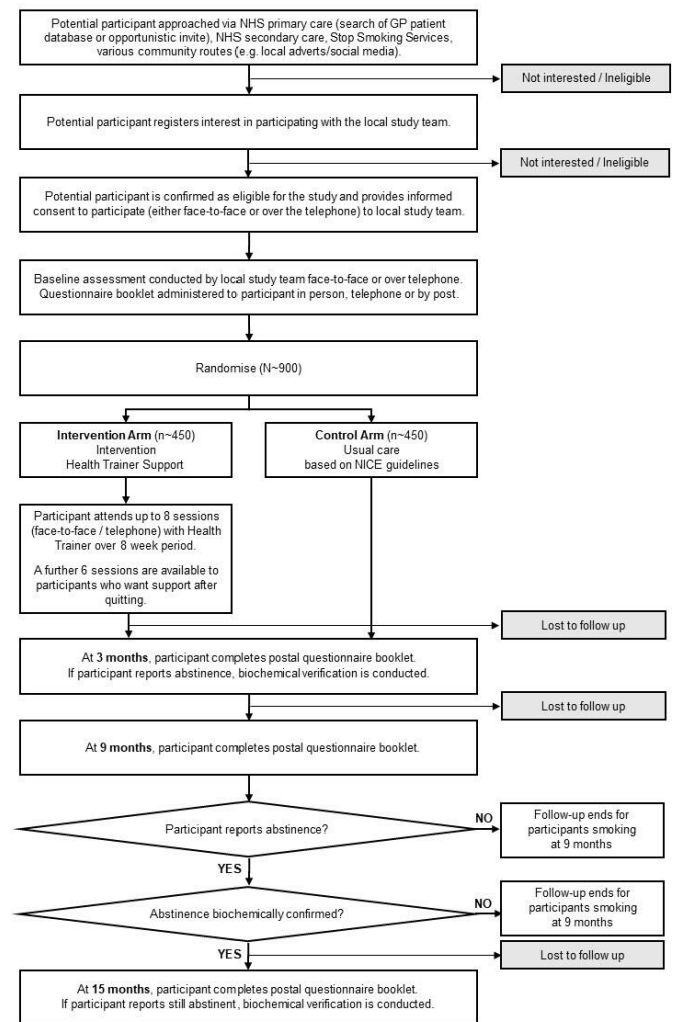 Potential participant approached via NHS primary care (search of GP patient
database or opportunistic invite), NHS secondary care, Stop Smoking Services,
various community routes (e.g. local adverts/social media).
Not interested / Ineligible
Potential participant registers interest in participating with the local study team.
Not interested / Ineligible
Potential participant is confirmed as eligible for the study and provides informed
consent to participate (either face-to-face or over the telephone) to local study team.
Baseline assessment conducted by local study team face-to-face or over telephone.
Questionnaire booklet administered to participant in person, telephone or by post.
Randomise (N~900)
Intervention Arm (n~450)
Intervention
Health Trainer Support
Control Arm (n~450)
Usual care
based on NICE guidelines
Participant attends up to 8 sessions
(face-to-face / telephone) with Health
Trainer over 8 week period.
A further 6 sessions are available to
participants who want support after
quitting.
Lost to follow up
At 3 months, participant completes postal questionnaire booklet.
If participant reports abstinence, biochemical verification is conducted.
Lost to follow up
At 9 months, participant completes postal questionnaire booklet.
Participant reports abstinence?
NO
Follow-up ends for
participants smoking
at 9 months
YES
Abstinence biochemically confirmed?
NO
Follow-up ends for
participants smoking
at 9 months
YES
Lost to follow up
At 15 months, participant completes postal questionnaire booklet.
If participant reports still abstinent, biochemical verification is conducted.